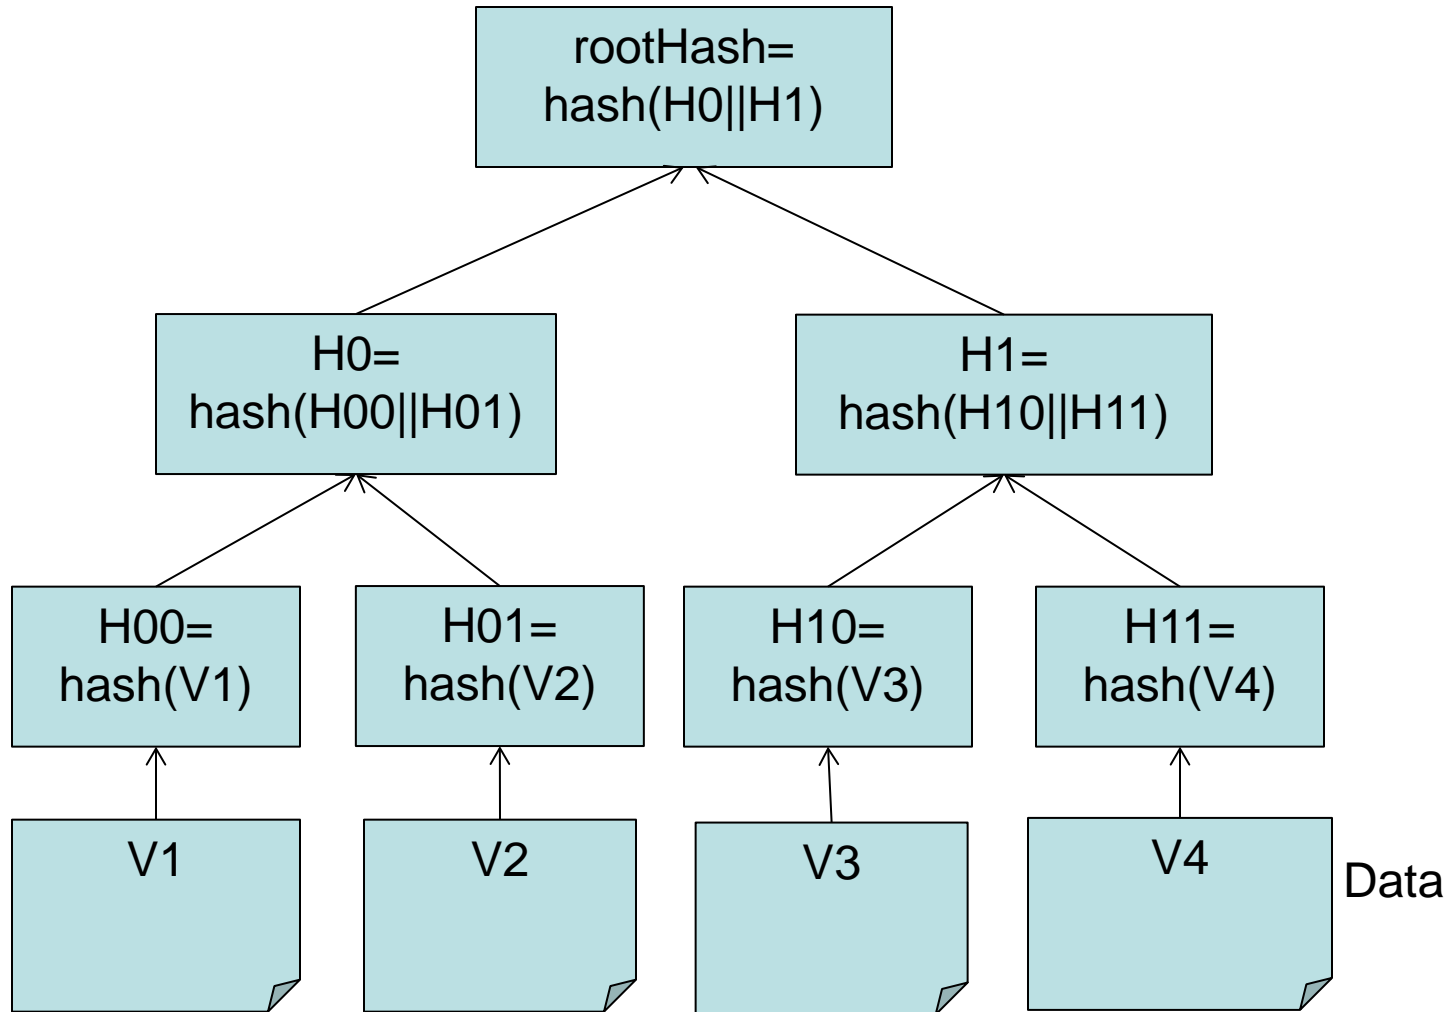 rootHash=
hash(H0||H1)
H0=
hash(H00||H01)
H1=
hash(H10||H11)
H00=
hash(V1)
H01=
hash(V2)
H10=
hash(V3)
H11=
hash(V4)
V1
V2
V3
V4
Data